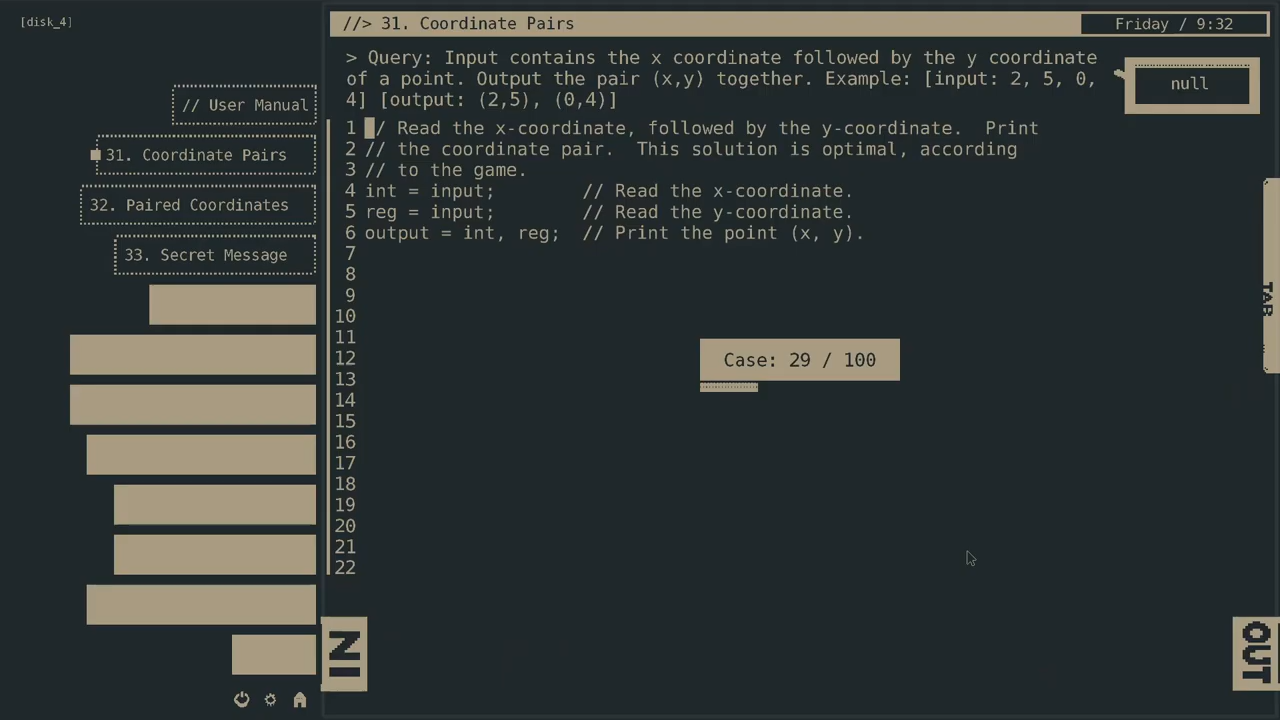 [disk_4]
//> 31. Coordinate Pairs
Friday / 9:32
> Query: Input contains the x coordinate followed by the y coordinate
of a point. Output the pair (x,y) together. Example: [input: 2, 5, 0,
4] [output: (2,5), (0,4)]
null
// User Manual
31. Coordinate Pairs
32. Paired Coordinates
33. Secret Message
1 // Read the x-coordinate, followed by the y-coordinate.  Print
2 // the coordinate pair.  This solution is optimal, according
3 // to the game.
4 int = input;        // Read the x-coordinate.
5 reg = input;        // Read the y-coordinate.
6 output = int, reg;  // Print the point (x, y).
7
8
9
10
11
12
13
14
15
16
17
18
19
20
21
22
Case: 29 / 100
TAB
IN
OUT